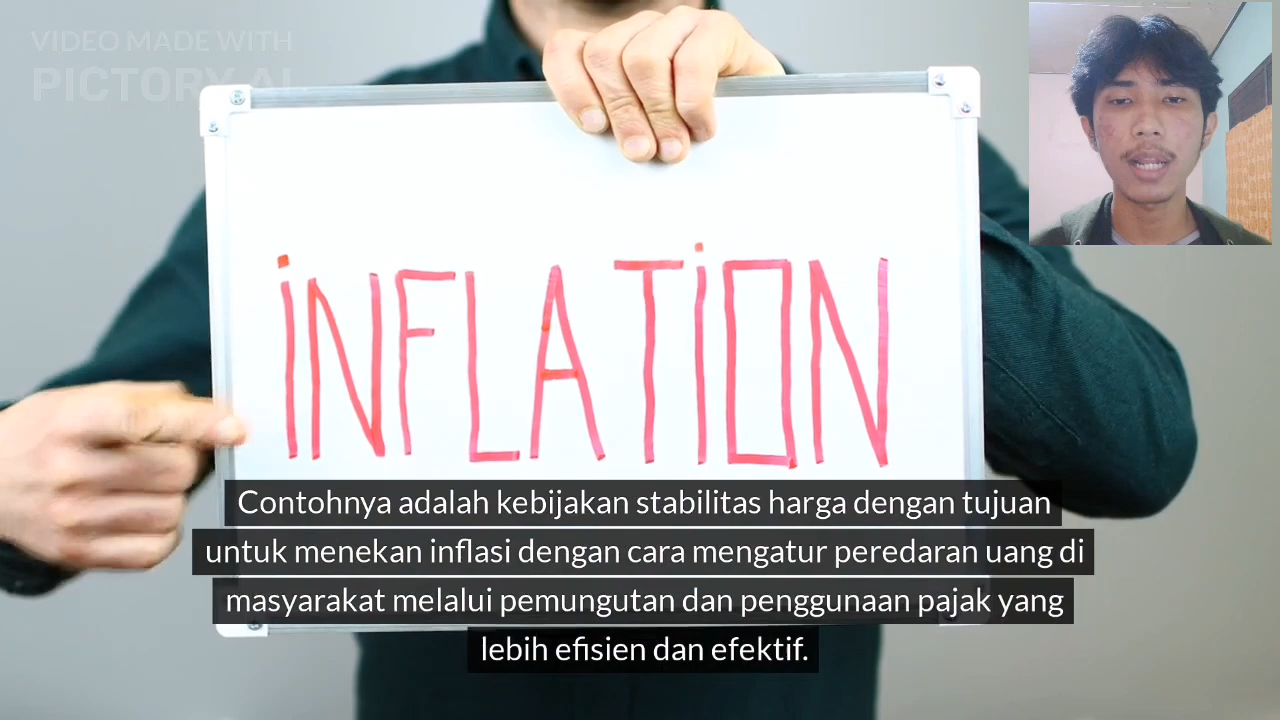 VIDEO MADE WITH
PICTORY.AI
iNFLATiON
Contohnya adalah kebijakan stabilitas harga dengan tujuan
untuk menekan inflasi dengan cara mengatur peredaran uang di
masyarakat melalui pemungutan dan penggunaan pajak yang
lebih efisien dan efektif.